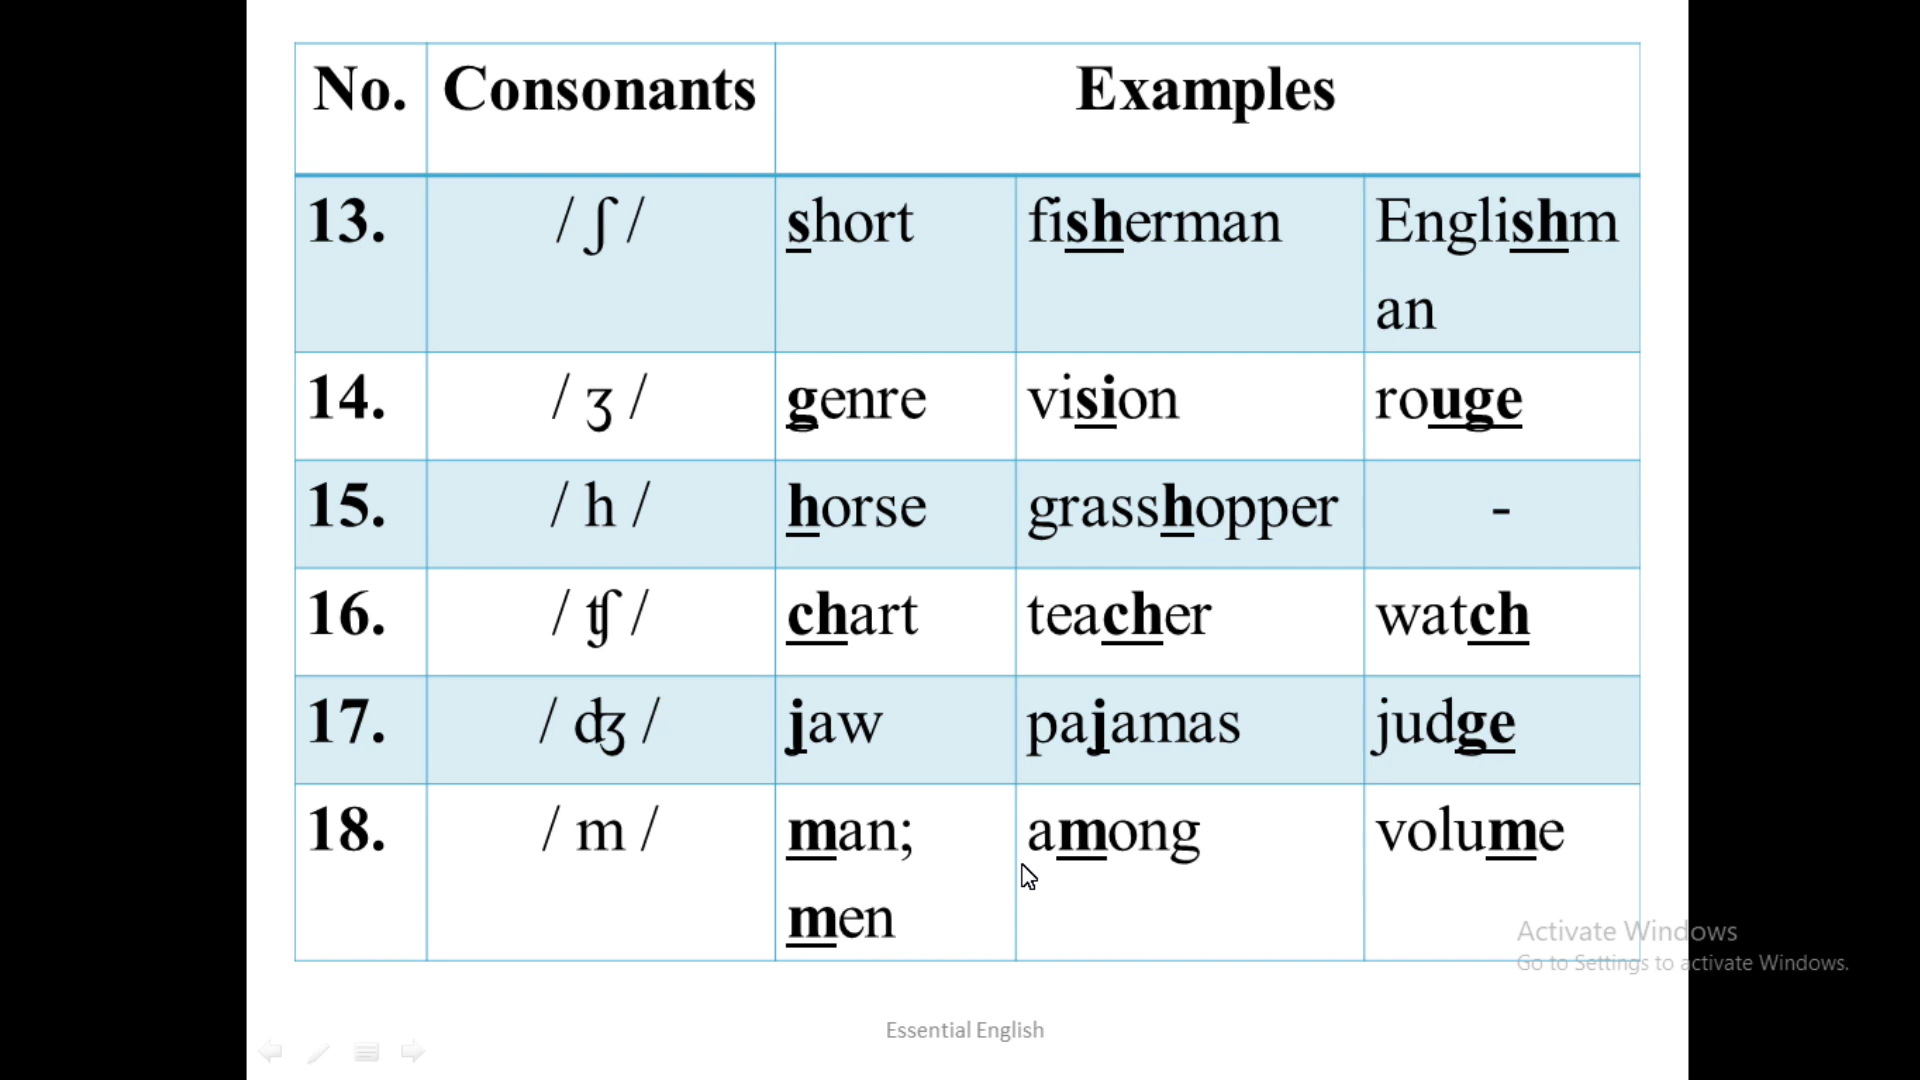 No. Consonants Examples
13. / ʃ / short fisherman Englishm
an
14. / ʒ / genre vision rouge
15. / h / horse grasshopper -
16. / ʧ / chart teacher watch
17. / ʤ / jaw pajamas judge
18. / m / man; among volume
men
Activate Windows
Go to Settings to activate Windows.
Essential English